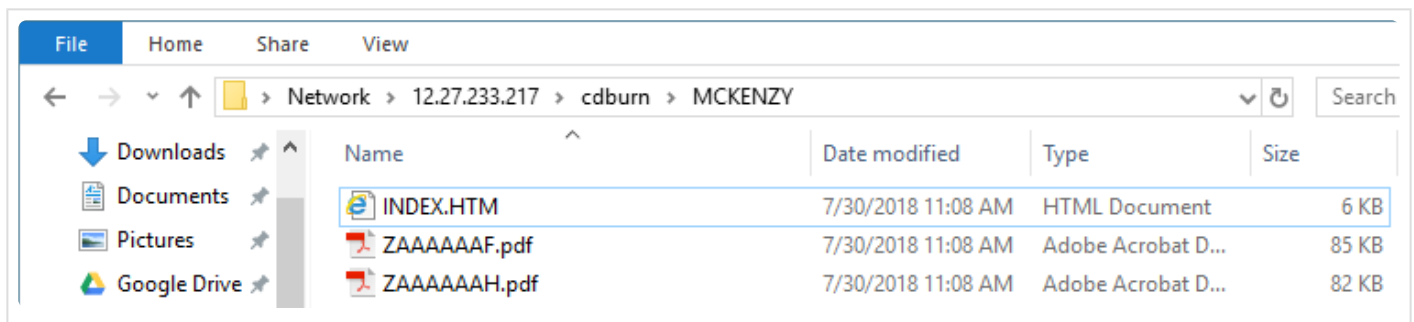 File Home Share View
Network > 12.27.233.217 > cdburn > MCKENZY Search
Downloads Name Date modified Type Size
Documents INDEX.HTM 7/30/2018 11:08 AM HTML Document 6 KB
Pictures ZAAAAAAF.pdf 7/30/2018 11:08 AM Adobe Acrobat D... 85 KB
Google Drive ZAAAAAAH.pdf 7/30/2018 11:08 AM Adobe Acrobat D... 82 KB